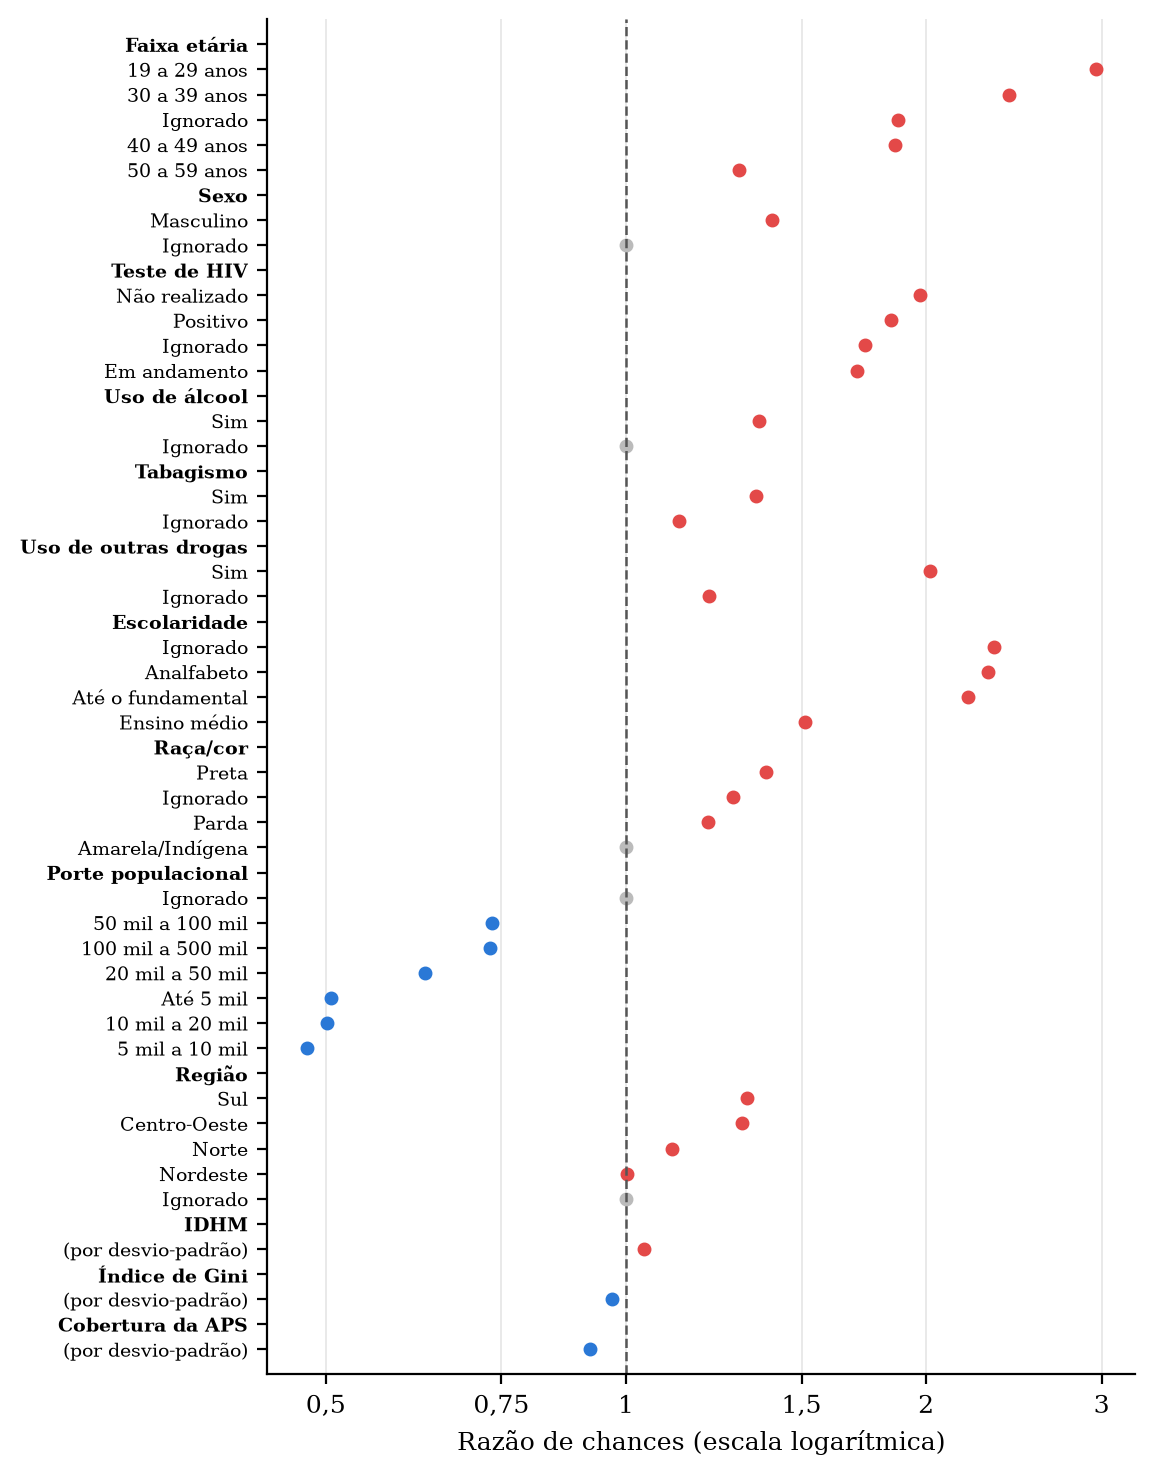 Faixa etária
19 a 29 anos
30 a 39 anos
Ignorado
40 a 49 anos
50 a 59 anos
Sexo
Masculino
Ignorado
Teste de HIV
Não realizado
Positivo
Ignorado
Em andamento
Uso de álcool
Sim
Ignorado
Tabagismo
Sim
Ignorado
Uso de outras drogas
Sim
Ignorado
Escolaridade
Ignorado
Analfabeto
Até o fundamental
Ensino médio
Raça/cor
Preta
Ignorado
Parda
Amarela/Indígena
Porte populacional
Ignorado
50 mil a 100 mil
100 mil a 500 mil
20 mil a 50 mil
Até 5 mil
10 mil a 20 mil
5 mil a 10 mil
Região
Sul
Centro-Oeste
Norte
Nordeste
Ignorado
IDHM
(por desvio-padrão)
Índice de Gini
(por desvio-padrão)
Cobertura da APS
(por desvio-padrão)
0,5 0,75 1 1,5 2 3
Razão de chances (escala logarítmica)